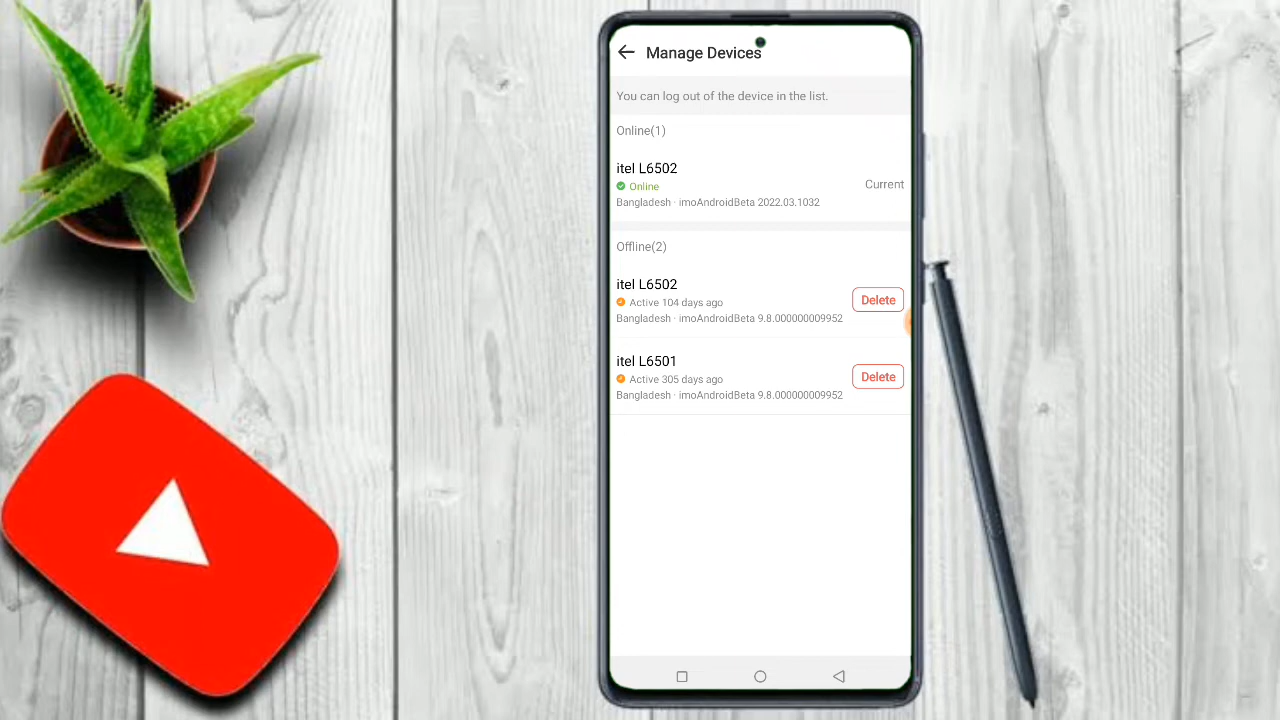 Manage Devices
You can log out of the device in the list.
Online(1)
itel L6502
Online
Current
Bangladesh · imoAndroidBeta 2022.03.1032
Offline(2)
itel L6502
Active 104 days ago
Delete
Bangladesh · imoAndroidBeta 9.8.000000009952
itel L6501
Active 305 days ago
Delete
Bangladesh · imoAndroidBeta 9.8.000000009952